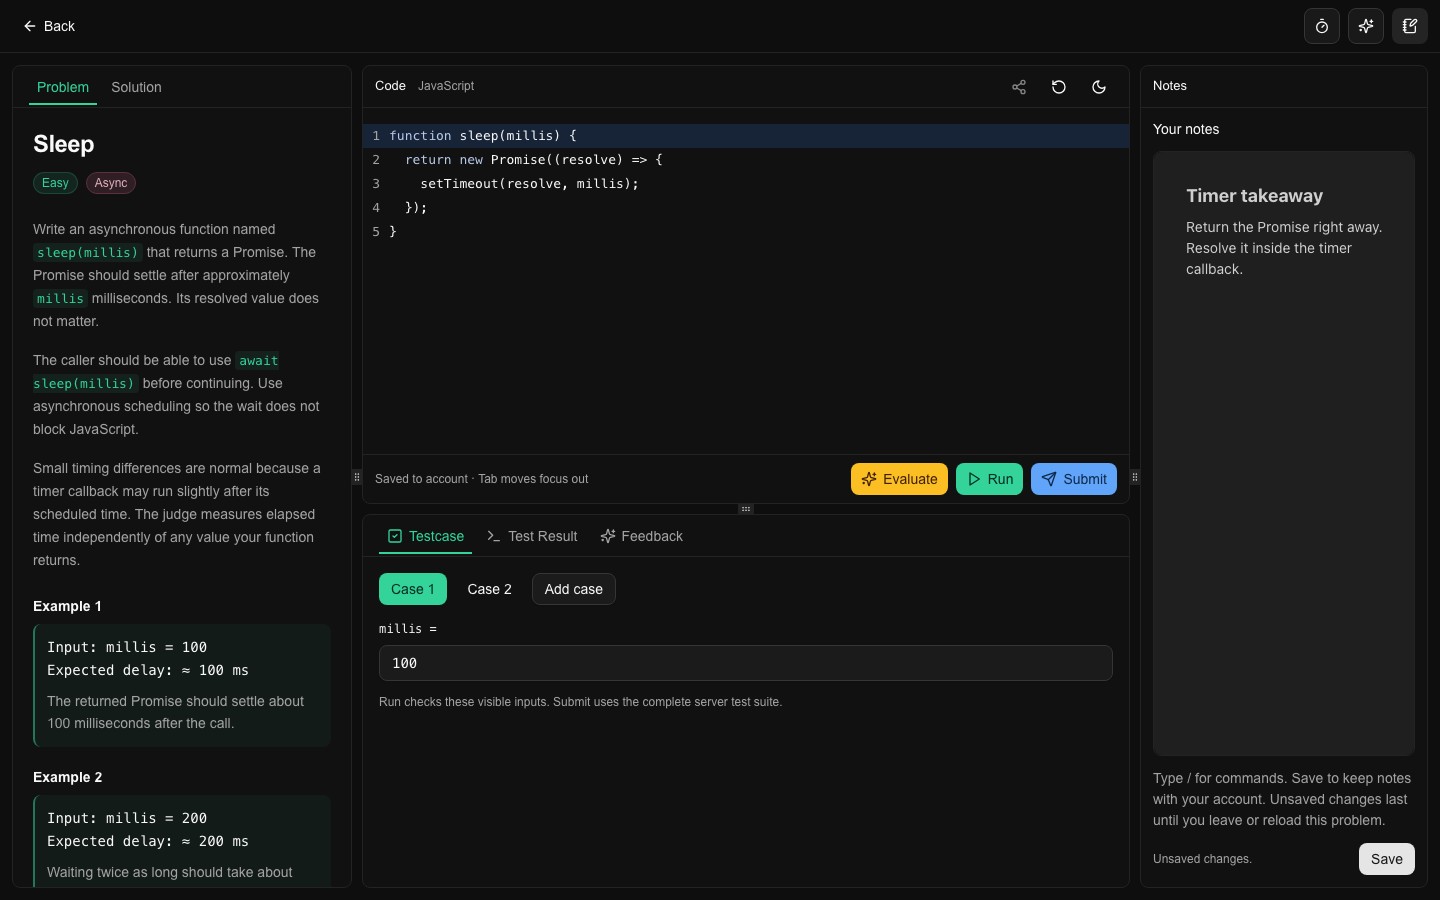 Back
Problem Solution
Sleep
Easy Async
Write an asynchronous function named
sleep(millis) that returns a Promise. The
Promise should settle after approximately
millis milliseconds. Its resolved value does
not matter.
The caller should be able to use await
sleep(millis) before continuing. Use
asynchronous scheduling so the wait does not
block JavaScript.
Small timing differences are normal because a
timer callback may run slightly after its
scheduled time. The judge measures elapsed
time independently of any value your function
returns.
Example 1
Input: millis = 100
Expected delay: ≈ 100 ms
The returned Promise should settle about
100 milliseconds after the call.
Example 2
Input: millis = 200
Expected delay: ≈ 200 ms
Waiting twice as long should take about
Code JavaScript
1 function sleep(millis) {
2   return new Promise((resolve) => {
3     setTimeout(resolve, millis);
4   });
5 }
Saved to account · Tab moves focus out
Evaluate Run Submit
Testcase Test Result Feedback
Case 1 Case 2 Add case
millis =
100
Run checks these visible inputs. Submit uses the complete server test suite.
Notes
Your notes
Timer takeaway
Return the Promise right away.
Resolve it inside the timer
callback.
Type / for commands. Save to keep notes
with your account. Unsaved changes last
until you leave or reload this problem.
Unsaved changes. Save